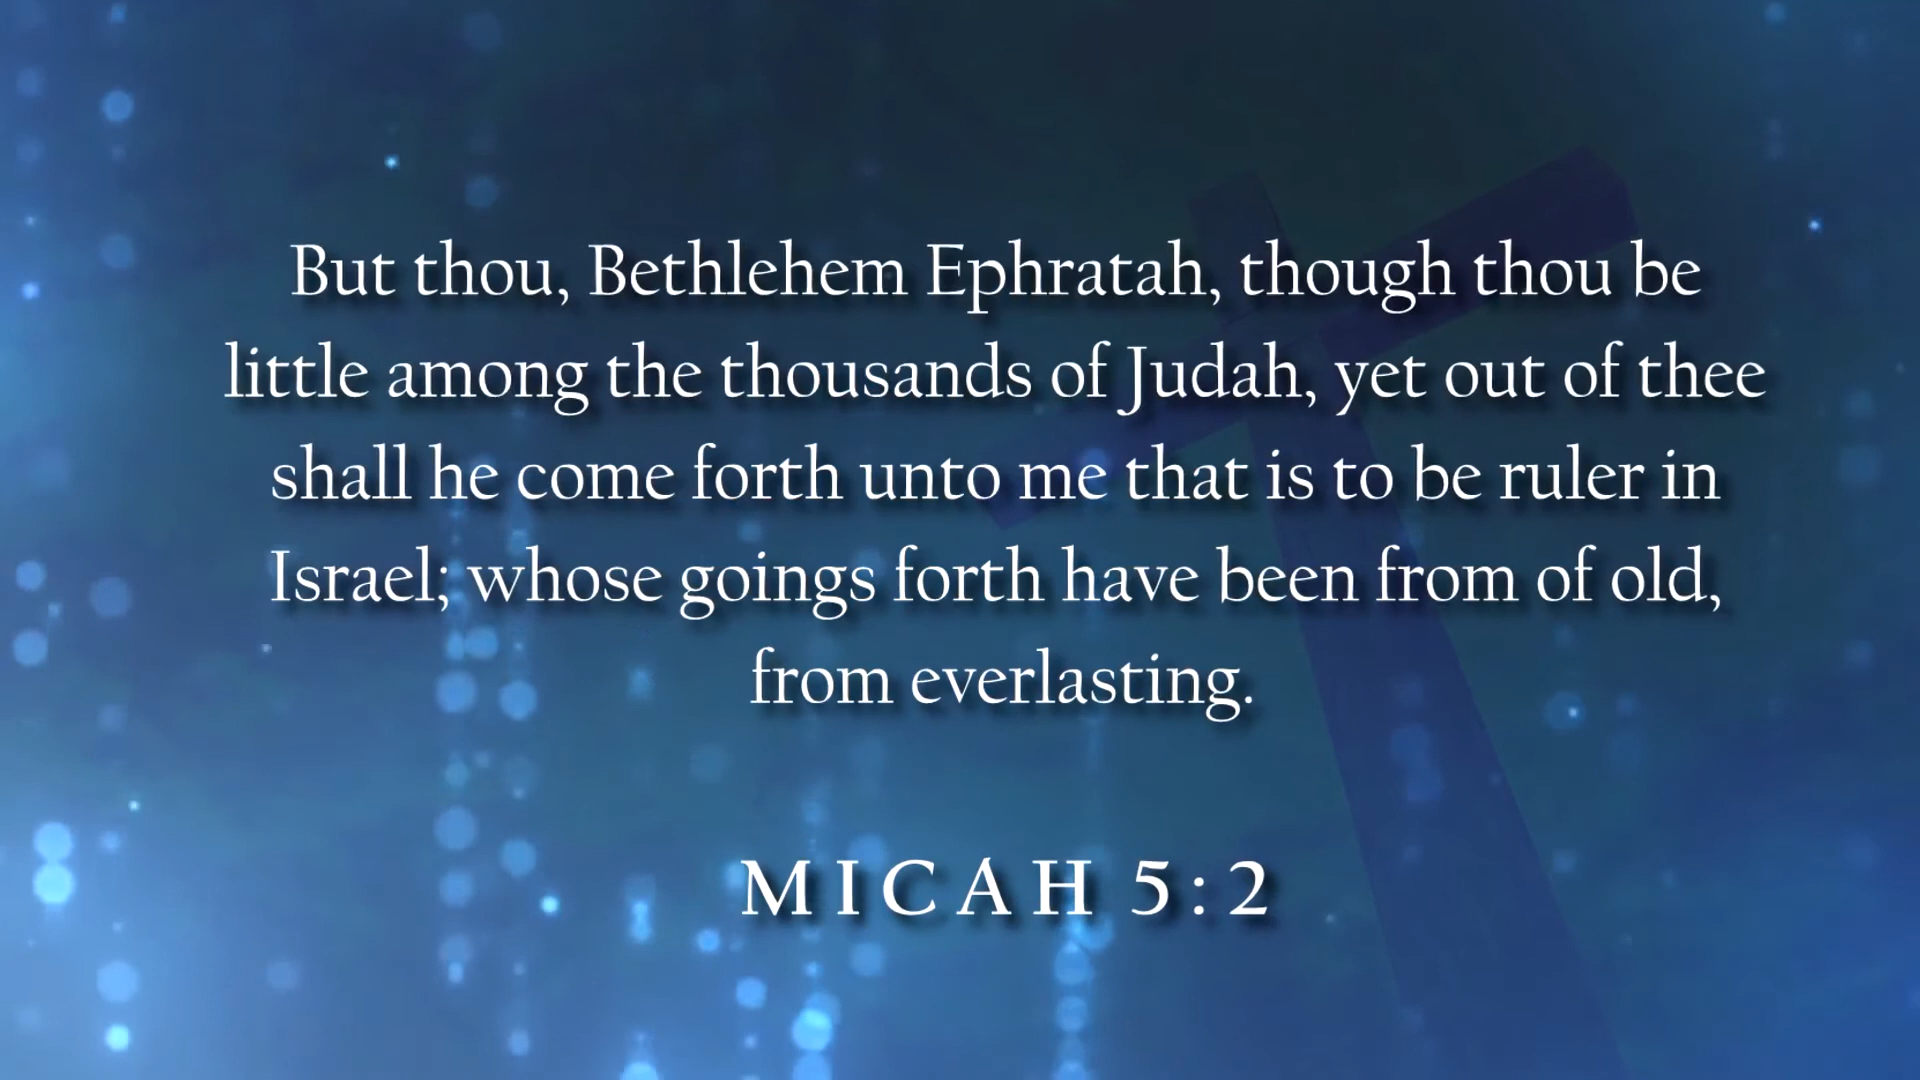 But thou, Bethlehem Ephratah, though thou be
little among the thousands of Judah, yet out of thee
shall he come forth unto me that is to be ruler in
Israel; whose goings forth have been from of old,
from everlasting.
MICAH 5:2